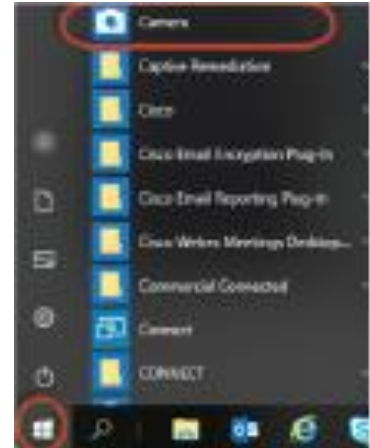 Camera
Captive Remediation
Cisco
Cisco Email Encryption Plug-In
Cisco Email Reporting Plug-In
Cisco Webex Meetings Desktop...
Commercial Connected
Connect
CONNECT